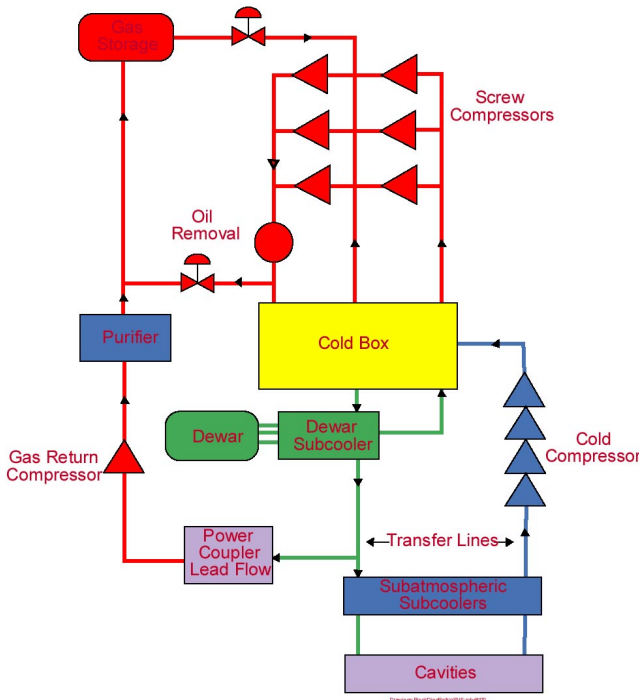 Gas
Storage
Screw
Compressors
Oil
Removal
Purifier
Cold Box
Dewar
Dewar
Subcooler
Cold
Compressor
Gas Return
Compressor
Power
Coupler
Lead Flow
Transfer Lines
Subatmospheric
Subcoolers
Cavities